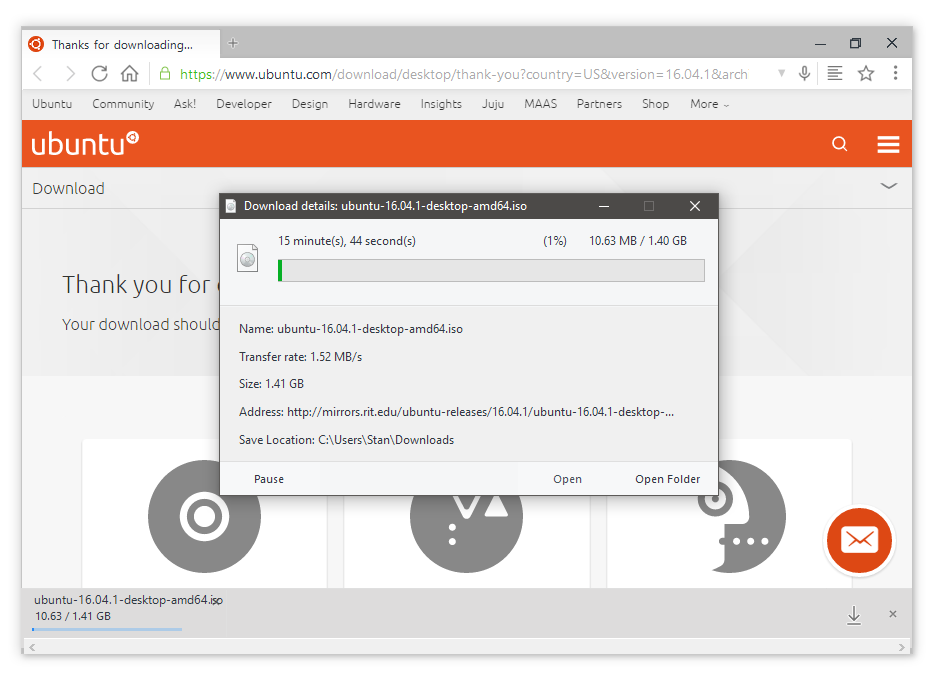 Thanks for downloading...
https://www.ubuntu.com/download/desktop/thank-you?country=US&version=16.04.1&arch
Ubuntu Community Ask! Developer Design Hardware Insights Juju MAAS Partners Shop More
ubuntu
Download
Download details: ubuntu-16.04.1-desktop-amd64.iso
15 minute(s), 44 second(s) (1%) 10.63 MB / 1.40 GB
Thank you for
Your download should
Name: ubuntu-16.04.1-desktop-amd64.iso
Transfer rate: 1.52 MB/s
Size: 1.41 GB
Address: http://mirrors.rit.edu/ubuntu-releases/16.04.1/ubuntu-16.04.1-desktop-...
Save Location: C:\Users\Stan\Downloads
Pause Open Open Folder
ubuntu-16.04.1-desktop-amd64.iso
10.63 / 1.41 GB